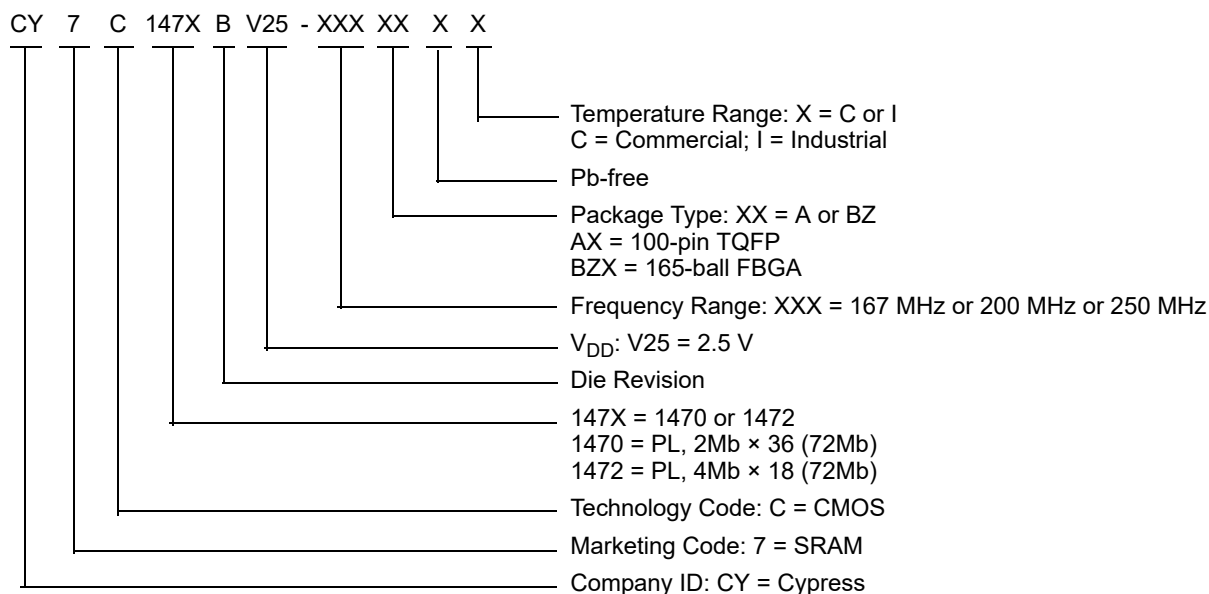 CY 7 C 147X B V25 - XXX XX X X
Temperature Range: X = C or I
C = Commercial; I = Industrial
Pb-free
Package Type: XX = A or BZ
AX = 100-pin TQFP
BZX = 165-ball FBGA
Frequency Range: XXX = 167 MHz or 200 MHz or 250 MHz
VDD: V25 = 2.5 V
Die Revision
147X = 1470 or 1472
1470 = PL, 2Mb × 36 (72Mb)
1472 = PL, 4Mb × 18 (72Mb)
Technology Code: C = CMOS
Marketing Code: 7 = SRAM
Company ID: CY = Cypress